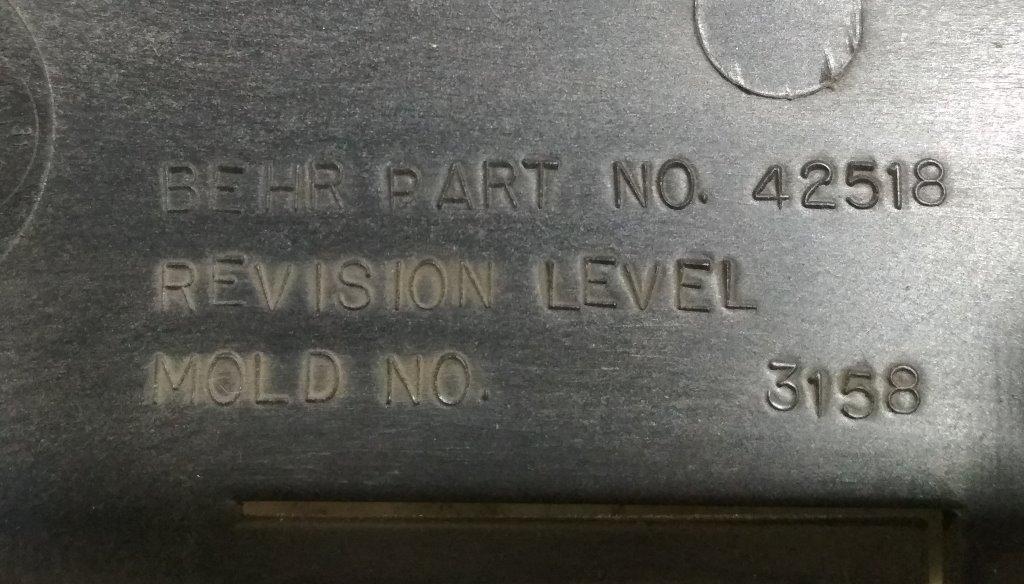 BEHR PART NO. 42518
REVISION LEVEL
MOLD NO. 3158